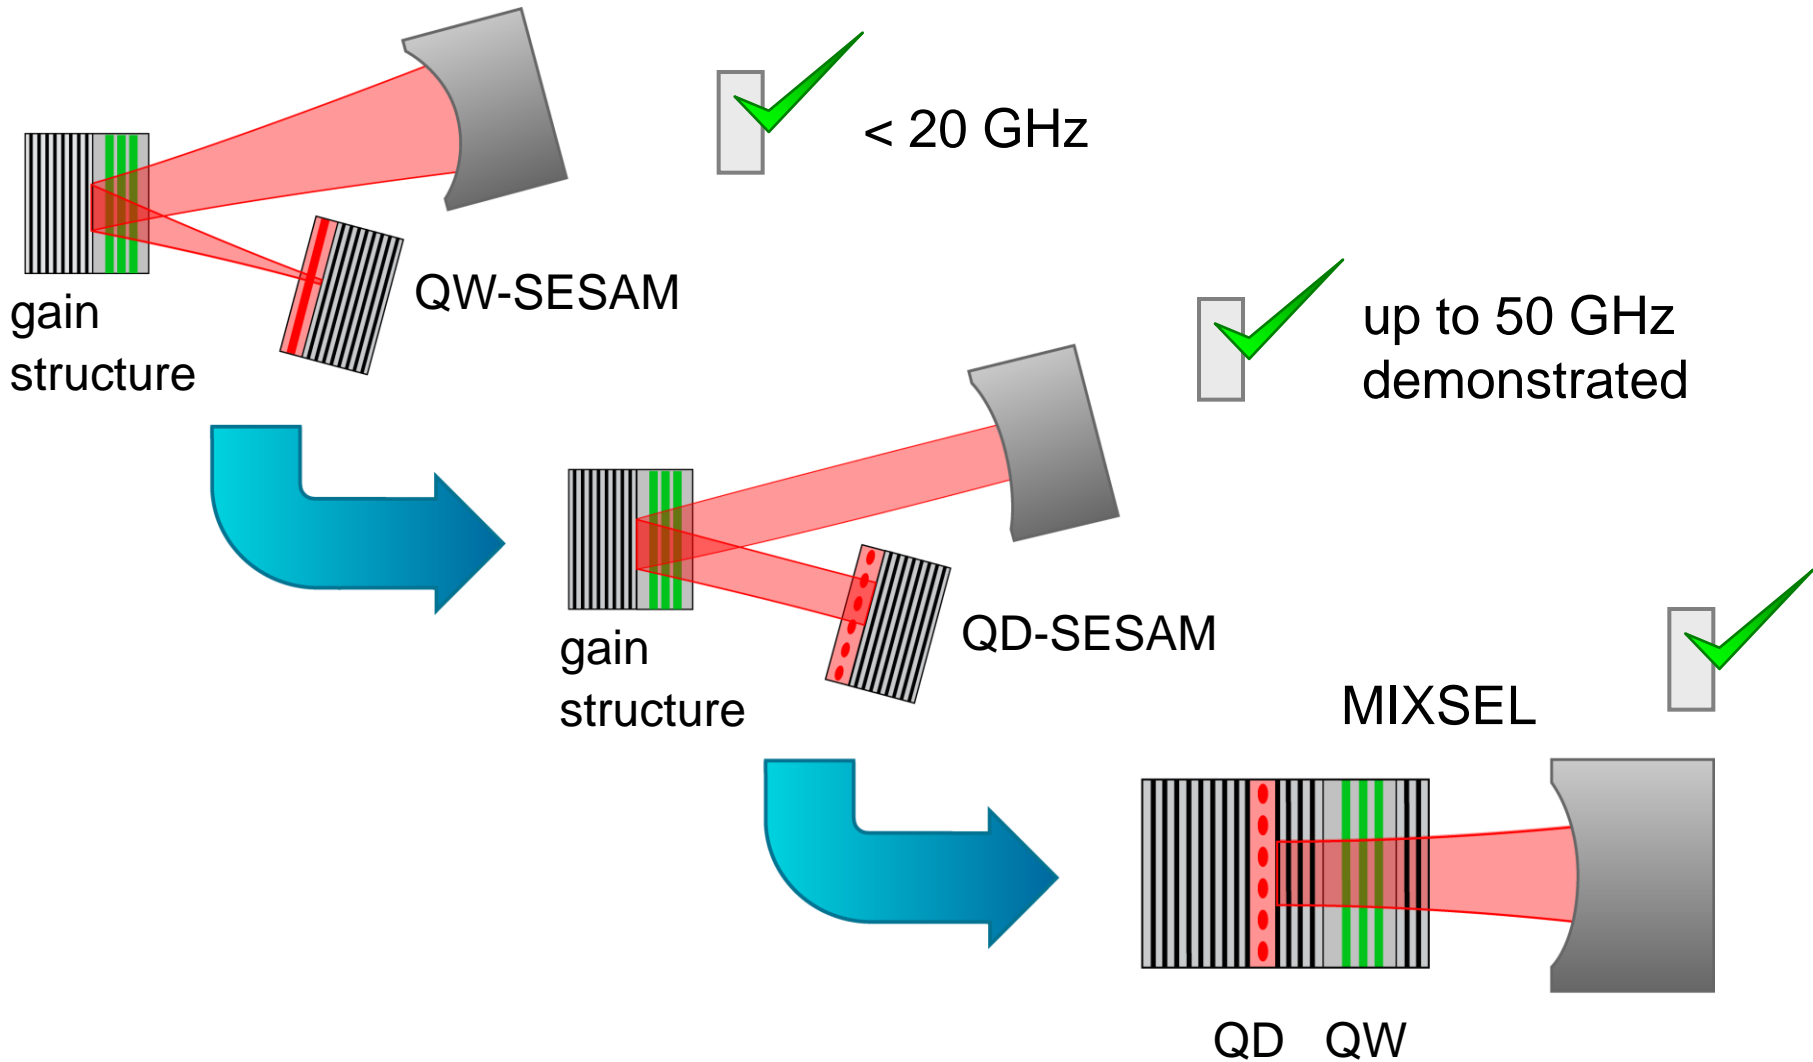 < 20 GHz
QW-SESAM
gain
structure
up to 50 GHz
demonstrated
QD-SESAM
gain
structure
MIXSEL
QD QW